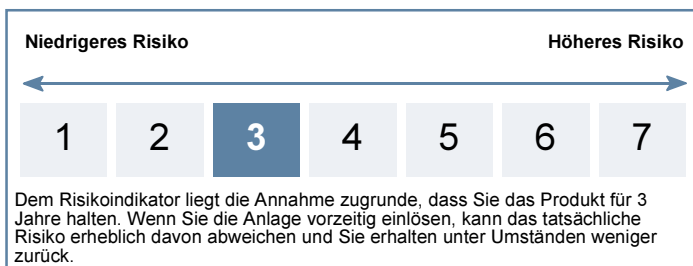 Niedrigeres Risiko Höheres Risiko
1 2 3 4 5 6 7
Dem Risikoindikator liegt die Annahme zugrunde, dass Sie das Produkt für 3
Jahre halten. Wenn Sie die Anlage vorzeitig einlösen, kann das tatsächliche
Risiko erheblich davon abweichen und Sie erhalten unter Umständen weniger
zurück.